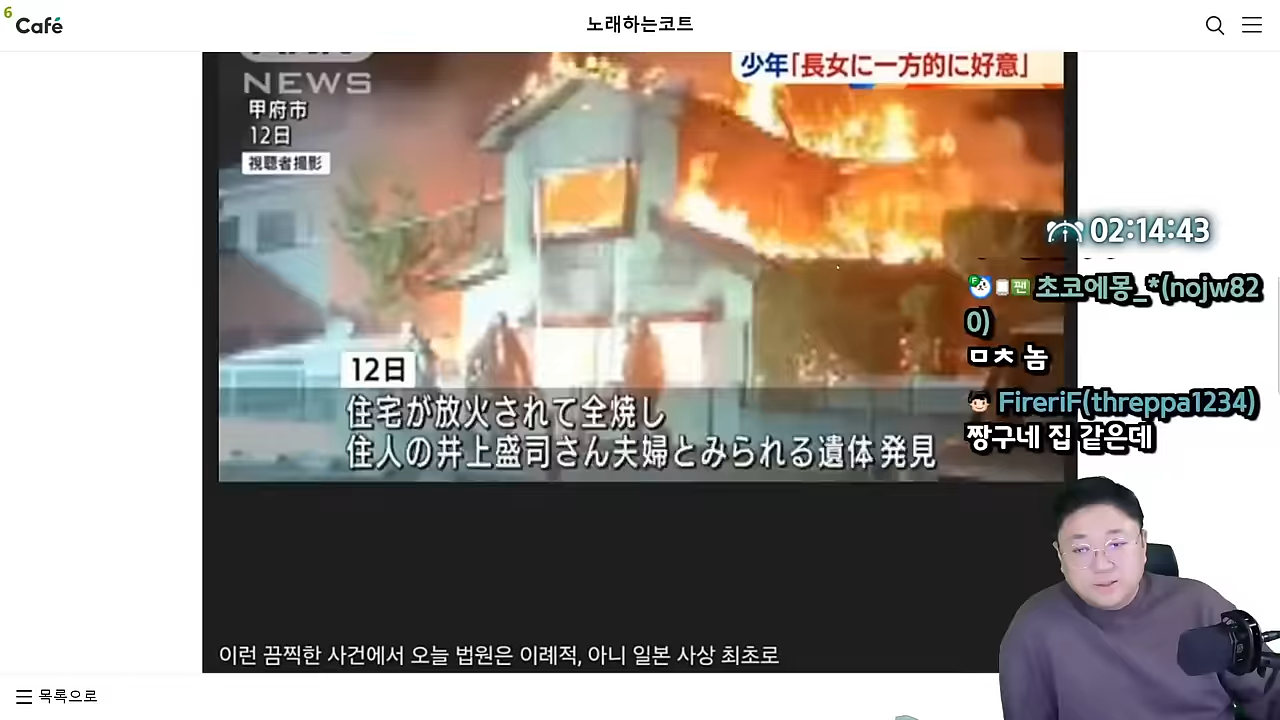 6
Café
노래하는코트
NEWS
少年「長女に一方的に好意」
甲府市
12日
視聴者撮影
02:14:43
팬 초코에몽_*(nojw82
0)
ㅁㅊ 놈
FireriF(threppa1234)
짱구네 집 같은데
12日
住宅が放火されて全焼し
住人の井上盛司さん夫婦とみられる遺体発見
이런 끔찍한 사건에서 오늘 법원은 이례적, 아니 일본 사상 최초로
목록으로